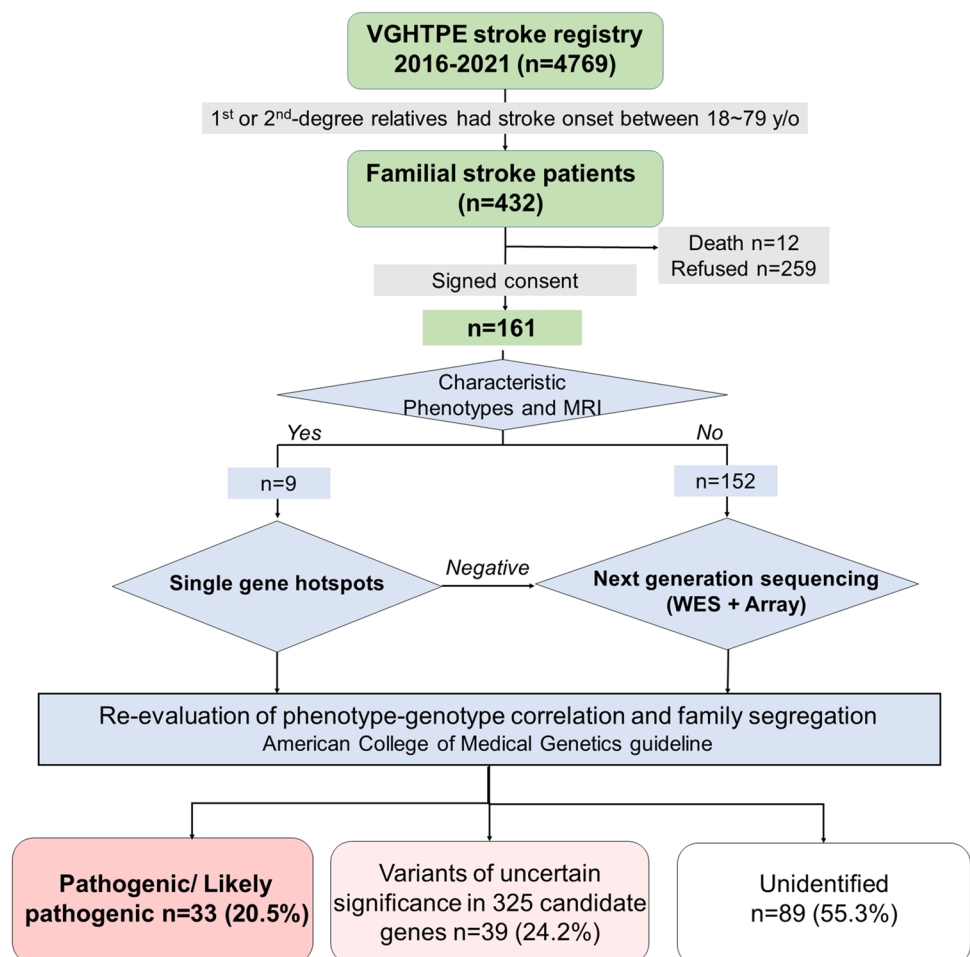 VGHTPE stroke registry
2016-2021 (n=4769)
1st or 2nd-degree relatives had stroke onset between 18~79 y/o
Familial stroke patients
(n=432)
Death n=12
Refused n=259
Signed consent
n=161
Characteristic
Phenotypes and MRI
Yes
No
n=9
n=152
Single gene hotspots
Negative
Next generation sequencing
(WES + Array)
Re-evaluation of phenotype-genotype correlation and family segregation
American College of Medical Genetics guideline
Pathogenic/ Likely
pathogenic n=33 (20.5%)
Variants of uncertain
significance in 325 candidate
genes n=39 (24.2%)
Unidentified
n=89 (55.3%)